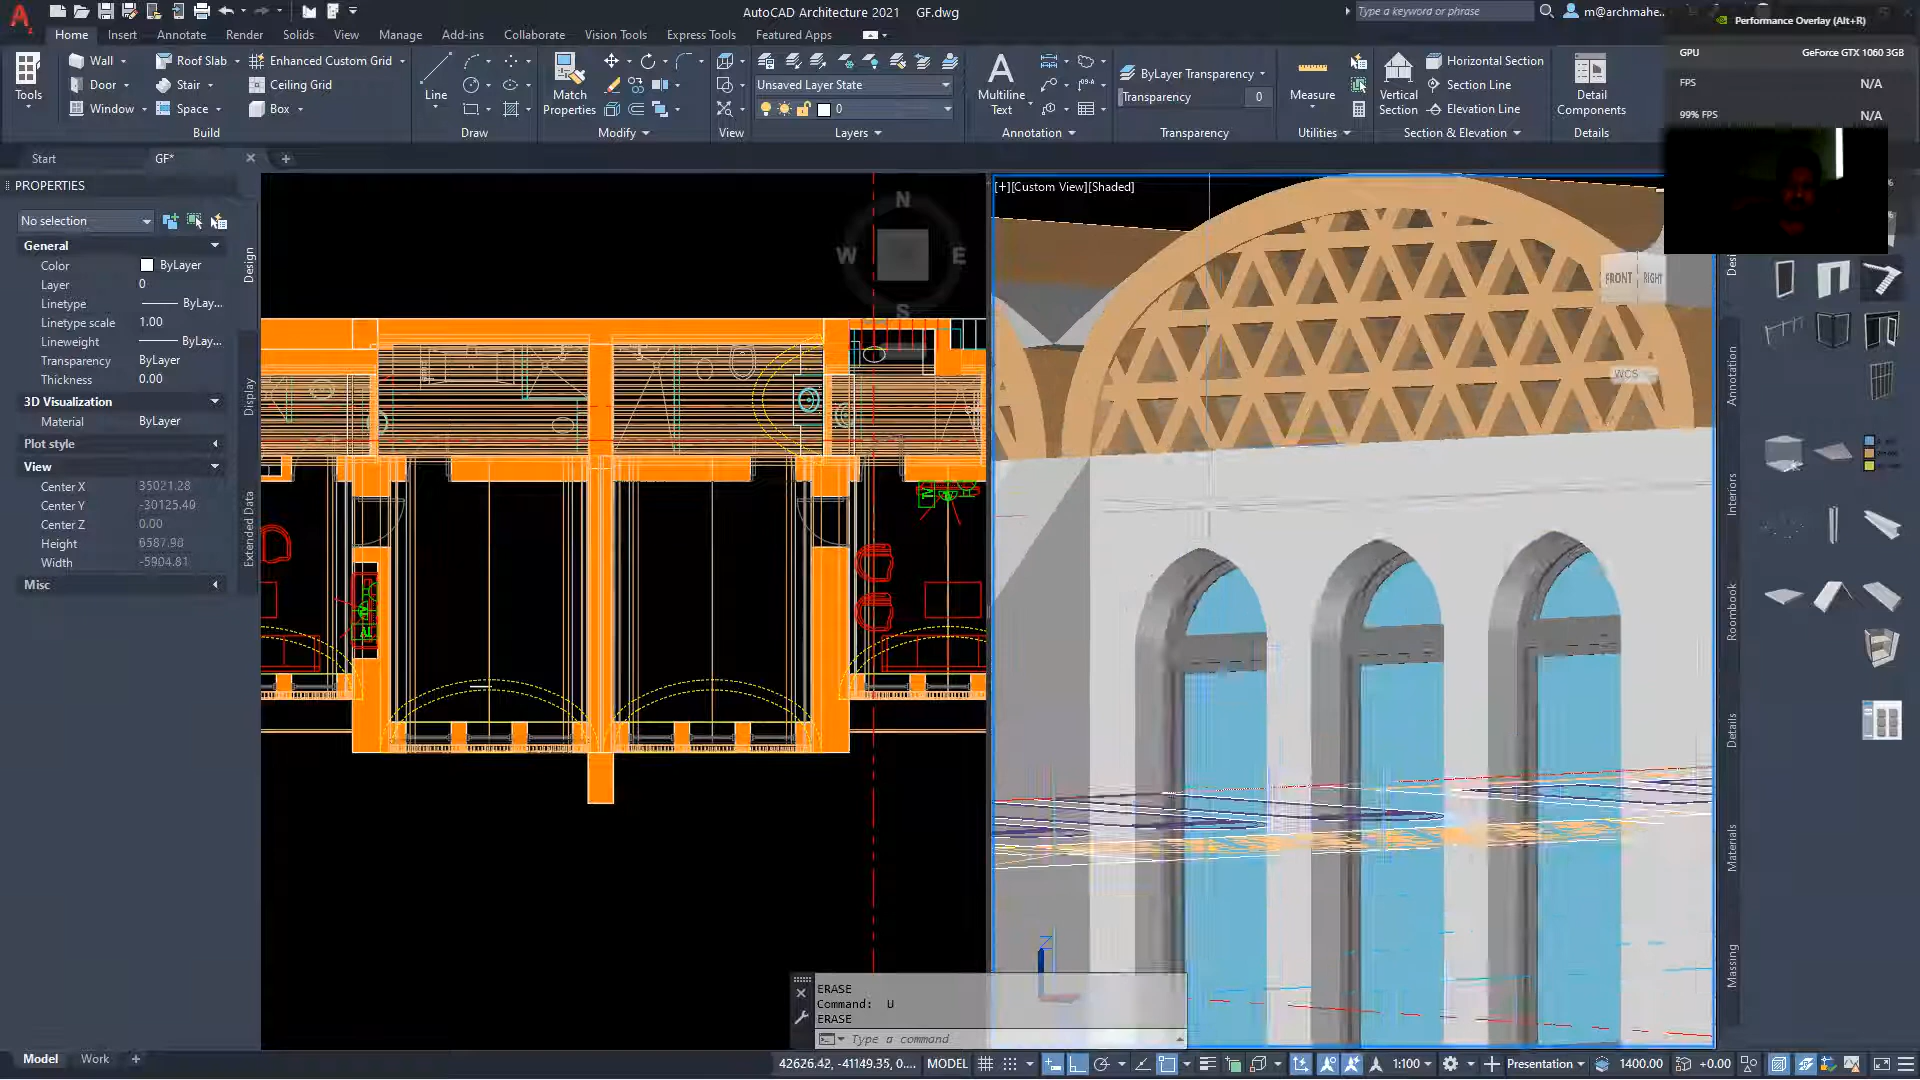 AutoCAD Architecture 2021 GF.dwg
Type a keyword or phrase
m@archmahe...
Performance Overlay (Alt+R)
Home Insert Annotate Render Solids View Manage Add-ins Collaborate Vision Tools Express Tools Featured Apps
GPU GeForce GTX 1060 3GB
FPS N/A
99% FPS N/A
Tools
Wall Roof Slab Enhanced Custom Grid
Door Stair Ceiling Grid
Window Space Box
Build
Line
Draw
Match Properties
Modify
View
Unsaved Layer State
0
Layers
Multiline Text
Annotation
ByLayer Transparency
Transparency 0
Transparency
Measure
Utilities
Vertical Section
Horizontal Section
Section Line
Elevation Line
Section & Elevation
Detail Components
Details
Start GF*
PROPERTIES
No selection
General
Color ByLayer
Layer 0
Linetype ByLay...
Linetype scale 1.00
Lineweight ByLay...
Transparency ByLayer
Thickness 0.00
3D Visualization
Material ByLayer
Plot style
View
Center X 35021.28
Center Y -30125.40
Center Z 0.00
Height 6587.98
Width -5904.81
Misc
Design
Display
Extended Data
N
W E
S
TV
[+][Custom View][Shaded]
FRONT RIGHT
WCS
Annotation
Interiors
Roombook
Details
Materials
Massing
ERASE
Command: U
ERASE
Type a command
Model Work
42626.42, -41149.35, 0.... MODEL 1:100 Presentation 1400.00 +0.00